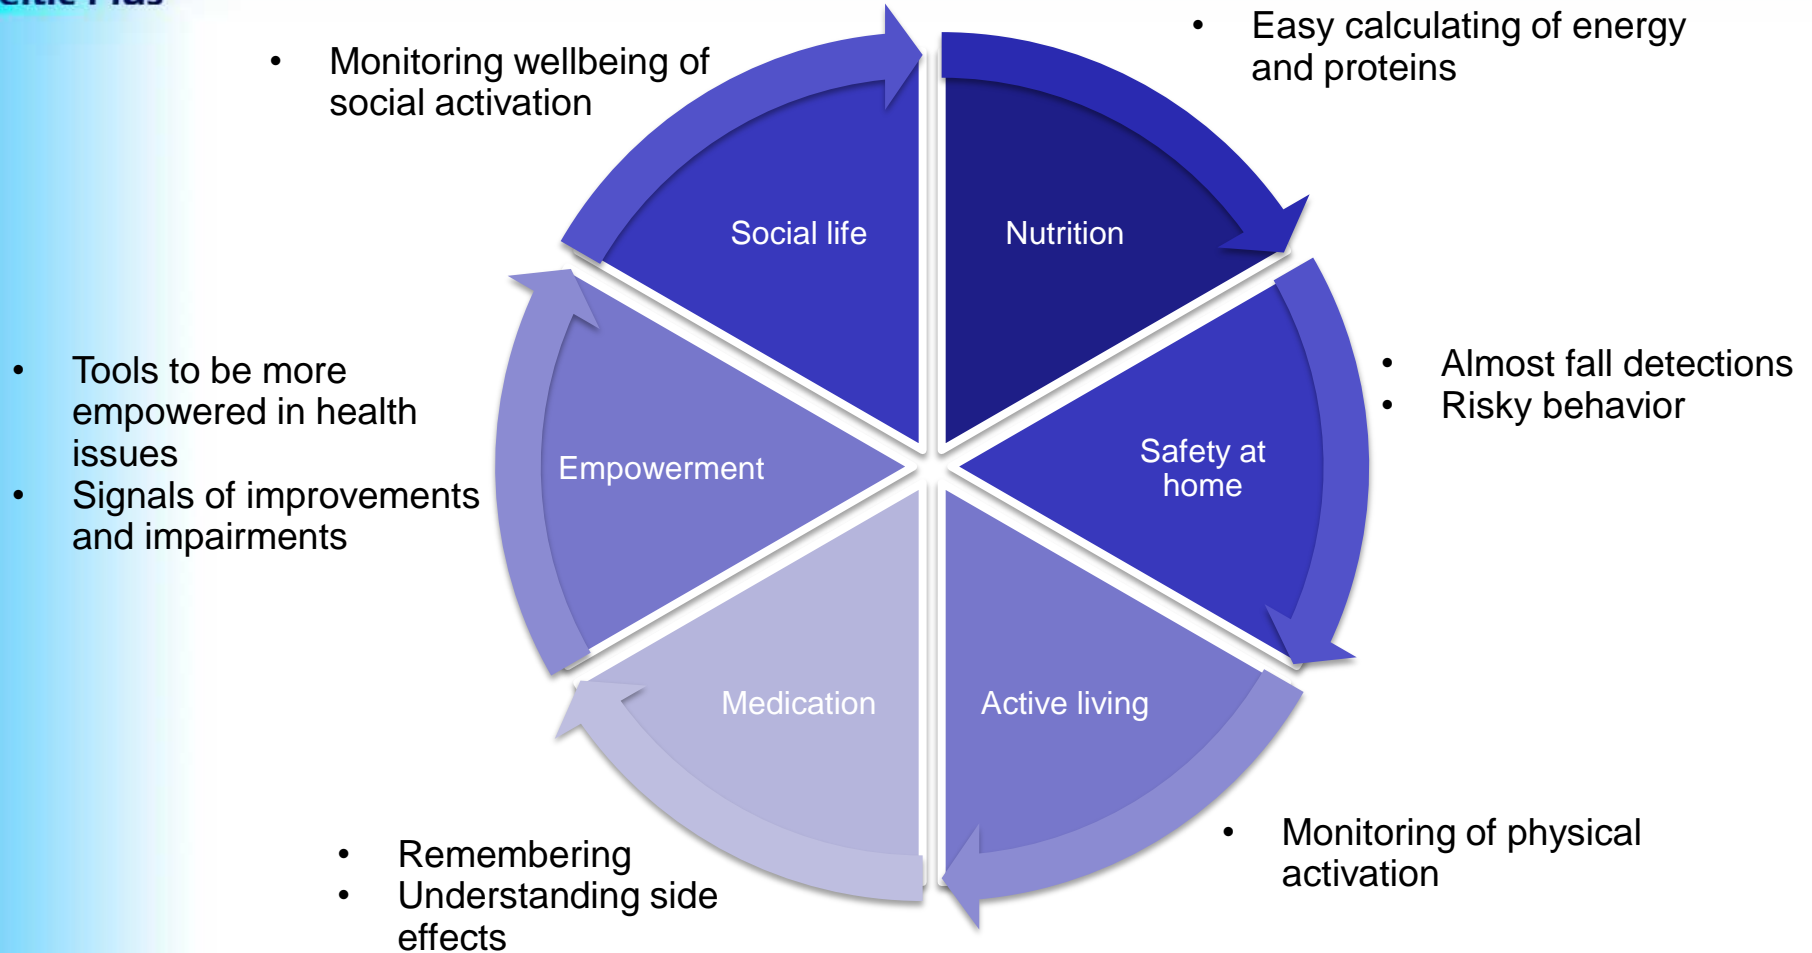 Plus
• Monitoring wellbeing of
social activation
• Easy calculating of energy
and proteins
Social life
Nutrition
• Tools to be more
empowered in health
issues
• Signals of improvements
and impairments
Empowerment
Safety at
home
• Almost fall detections
• Risky behavior
Medication
Active living
• Remembering
• Understanding side
effects
• Monitoring of physical
activation